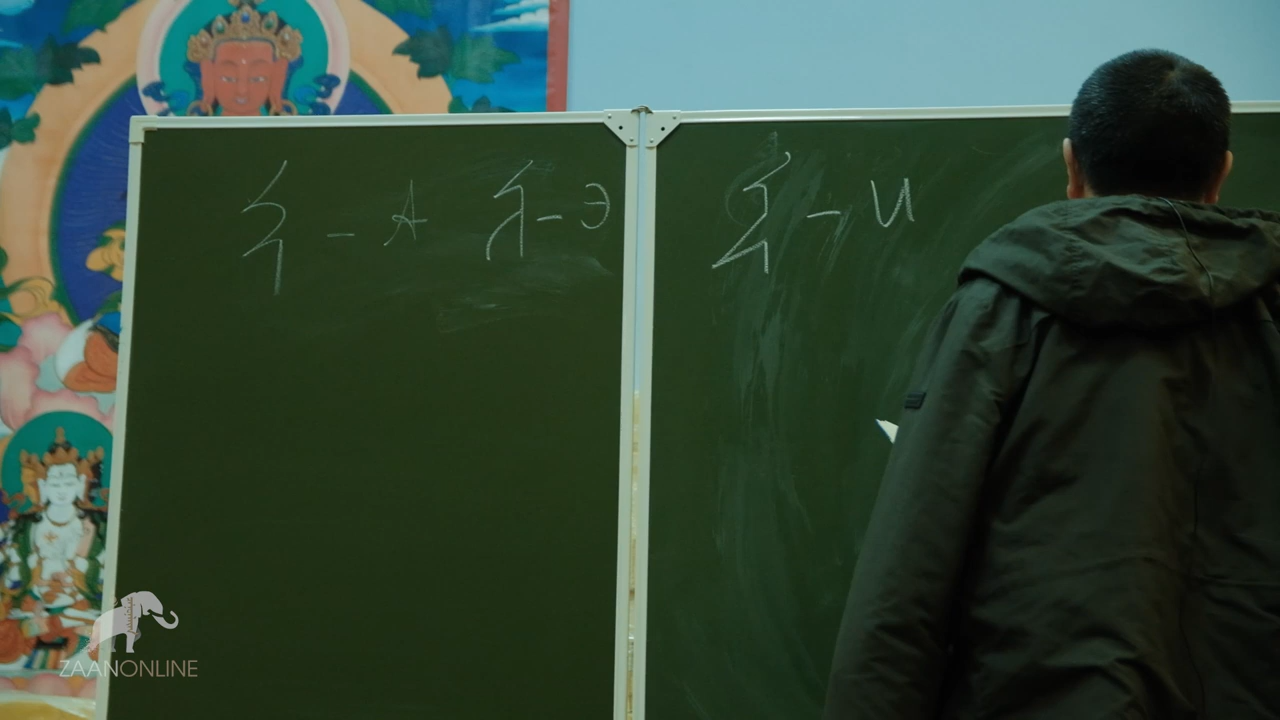 ᠠ – А ᡄ – Э ᡅ – И
ZAANONLINE